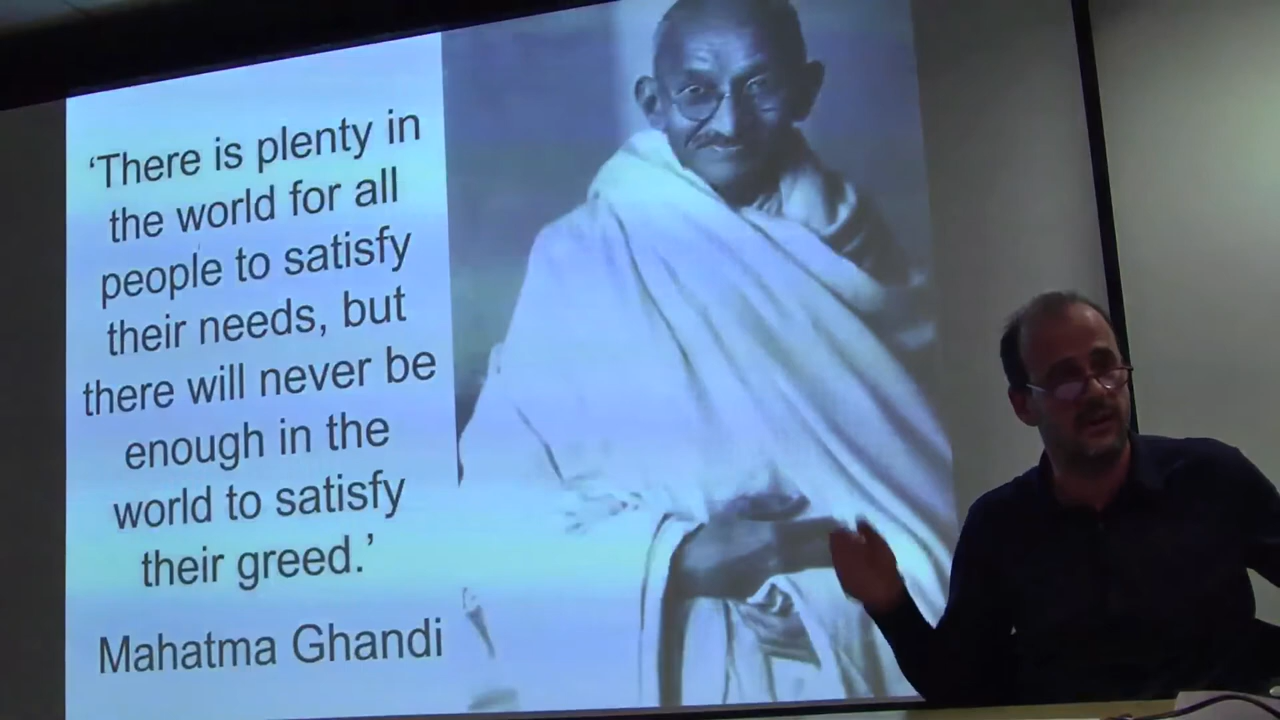 ‘There is plenty in
the world for all
people to satisfy
their needs, but
there will never be
enough in the
world to satisfy
their greed.’
Mahatma Ghandi